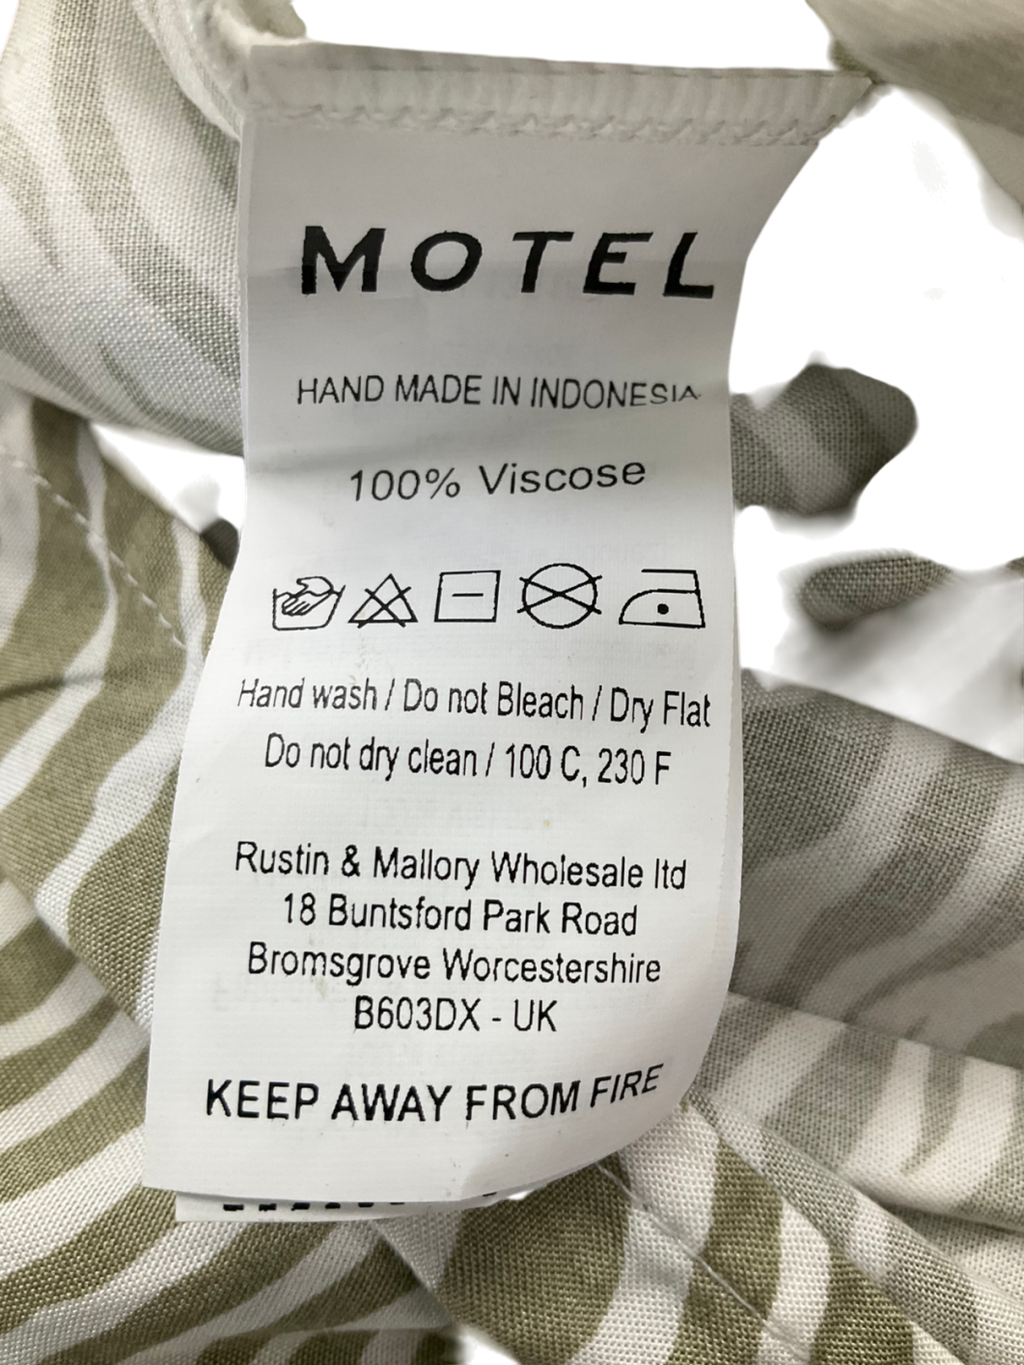 MOTEL
HAND MADE IN INDONESIA
100% Viscose
Hand wash / Do not Bleach / Dry Flat
Do not dry clean / 100 C, 230 F
Rustin & Mallory Wholesale ltd
18 Buntsford Park Road
Bromsgrove Worcestershire
B603DX - UK
KEEP AWAY FROM FIRE